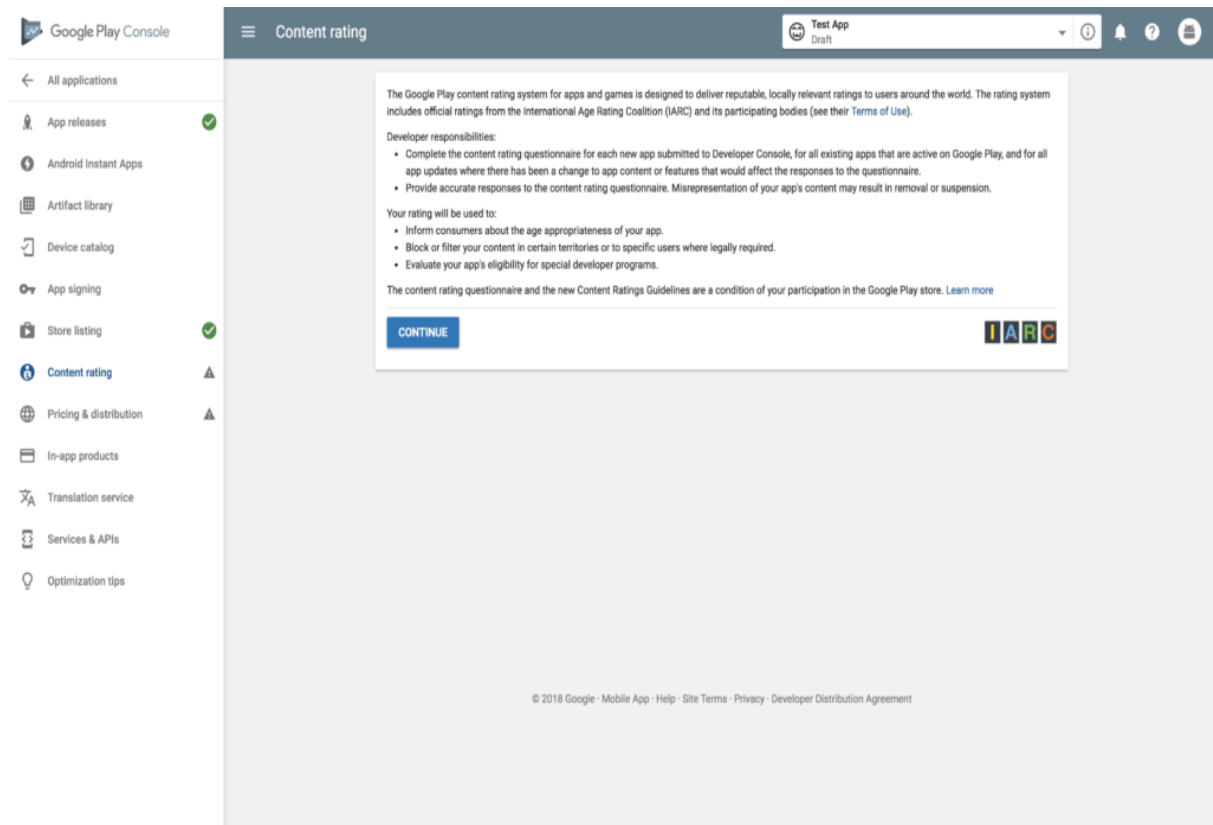 Google Play Console
Content rating
Test App
Draft
All applications
App releases
Android Instant Apps
Artifact library
Device catalog
App signing
Store listing
Content rating
Pricing & distribution
In-app products
Translation service
Services & APIs
Optimization tips
The Google Play content rating system for apps and games is designed to deliver reputable, locally relevant ratings to users around the world. The rating system
includes official ratings from the International Age Rating Coalition (IARC) and its participating bodies (see their Terms of Use).
Developer responsibilities:
• Complete the content rating questionnaire for each new app submitted to Developer Console, for all existing apps that are active on Google Play, and for all
app updates where there has been a change to app content or features that would affect the responses to the questionnaire.
• Provide accurate responses to the content rating questionnaire. Misrepresentation of your app's content may result in removal or suspension.
Your rating will be used to:
• Inform consumers about the age appropriateness of your app.
• Block or filter your content in certain territories or to specific users where legally required.
• Evaluate your app's eligibility for special developer programs.
The content rating questionnaire and the new Content Ratings Guidelines are a condition of your participation in the Google Play store. Learn more
CONTINUE
IARC
© 2018 Google · Mobile App · Help · Site Terms · Privacy · Developer Distribution Agreement